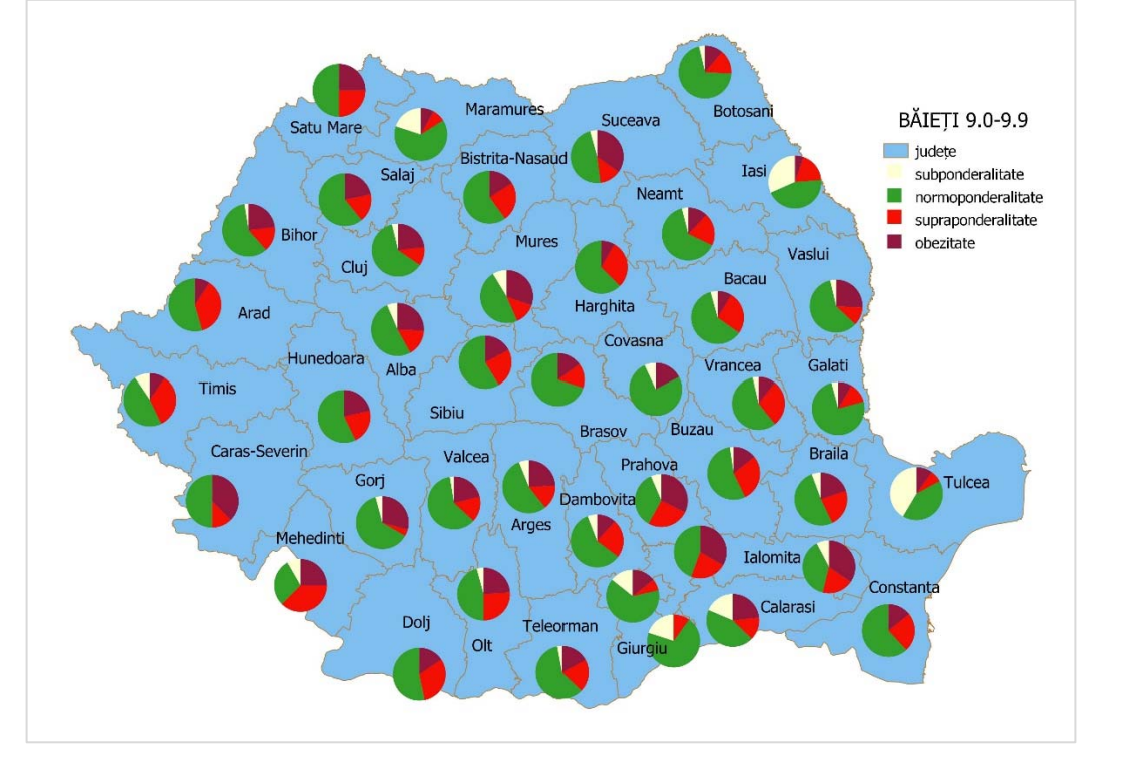 BĂIEȚI 9.0-9.9
județe
subponderalitate
normoponderalitate
supraponderalitate
obezitate
Satu Mare
Maramures
Suceava
Botosani
Bistrita-Nasaud
Salaj
Iasi
Neamt
Bihor
Cluj
Mures
Vaslui
Harghita
Bacau
Arad
Hunedoara
Alba
Covasna
Vrancea
Galati
Timis
Sibiu
Brasov
Buzau
Caras-Severin
Valcea
Gorj
Prahova
Braila
Tulcea
Dambovita
Arges
Mehedinti
Ialomita
Constanta
Calarasi
Dolj
Olt
Teleorman
Giurgiu